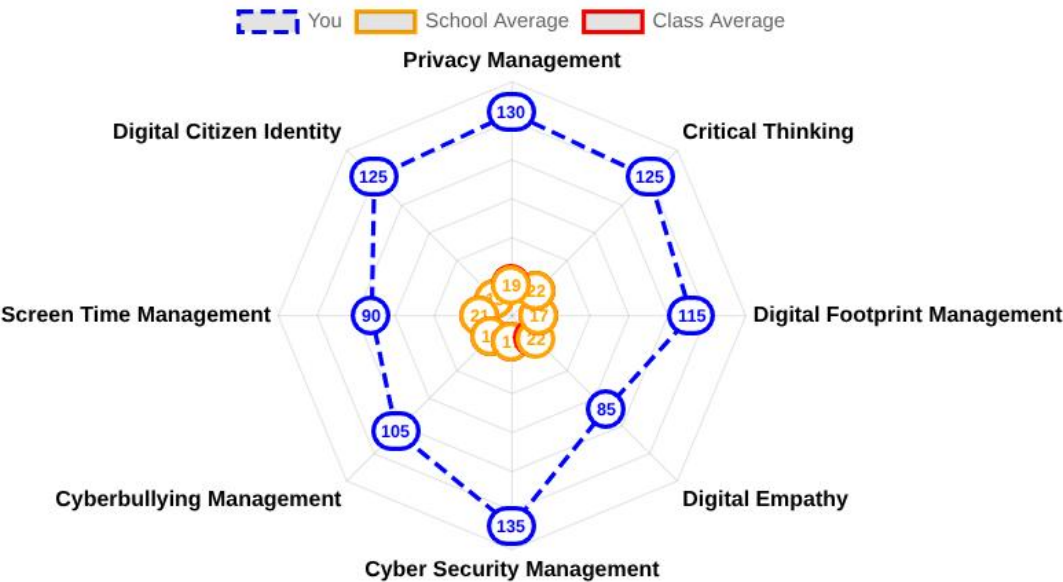 You School Average Class Average
Privacy Management
130
Digital Citizen Identity Critical Thinking
125 125
19
22
Screen Time Management 90 21 17 115 Digital Footprint Management
22
85
105
Cyberbullying Management Digital Empathy
135
Cyber Security Management